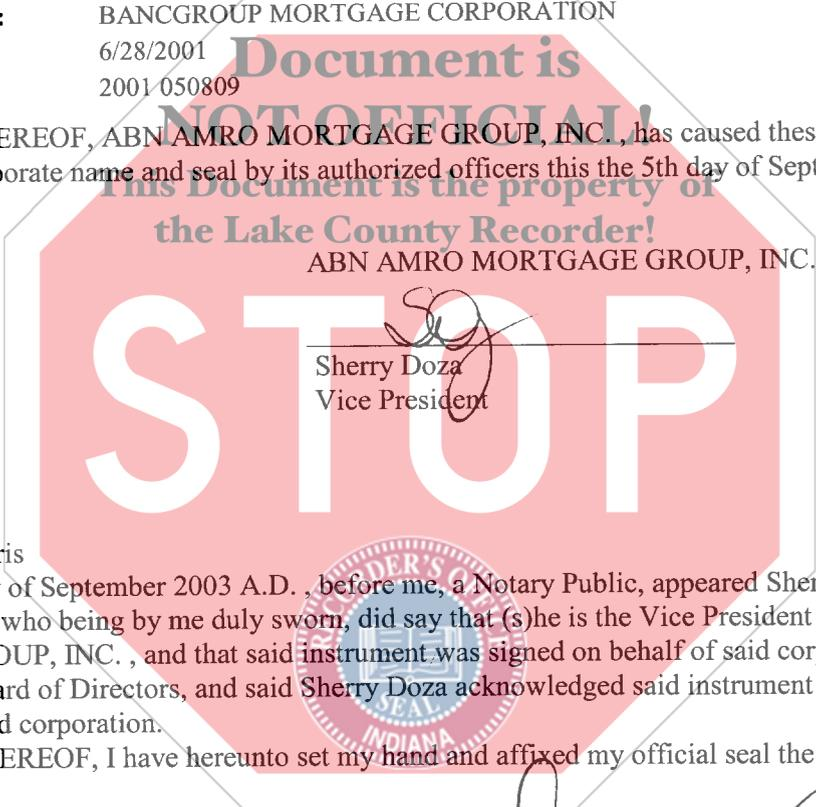 BANCGROUP MORTGAGE CORPORATION
6/28/2001
Document is
2001 050809
NOT OFFICIAL!
EREOF, ABN AMRO MORTGAGE GROUP, INC. , has caused thes
porate name and seal by its authorized officers this the 5th day of Sept
This Document is the property of
the Lake County Recorder!
ABN AMRO MORTGAGE GROUP, INC.
STOP
Sherry Doza
Vice President
ris
of September 2003 A.D. , before me, a Notary Public, appeared Sher
who being by me duly sworn, did say that (s)he is the Vice President
OUP, INC. , and that said instrument was signed on behalf of said corp
ard of Directors, and said Sherry Doza acknowledged said instrument
d corporation.
EREOF, I have hereunto set my hand and affixed my official seal the
RECORDER'S OFFICE
SEAL
INDIANA